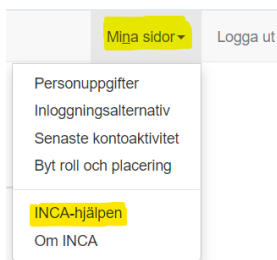 Mina sidor
Logga ut
Personuppgifter
Inloggningsalternativ
Senaste kontoaktivitet
Byt roll och placering
INCA-hjälpen
Om INCA